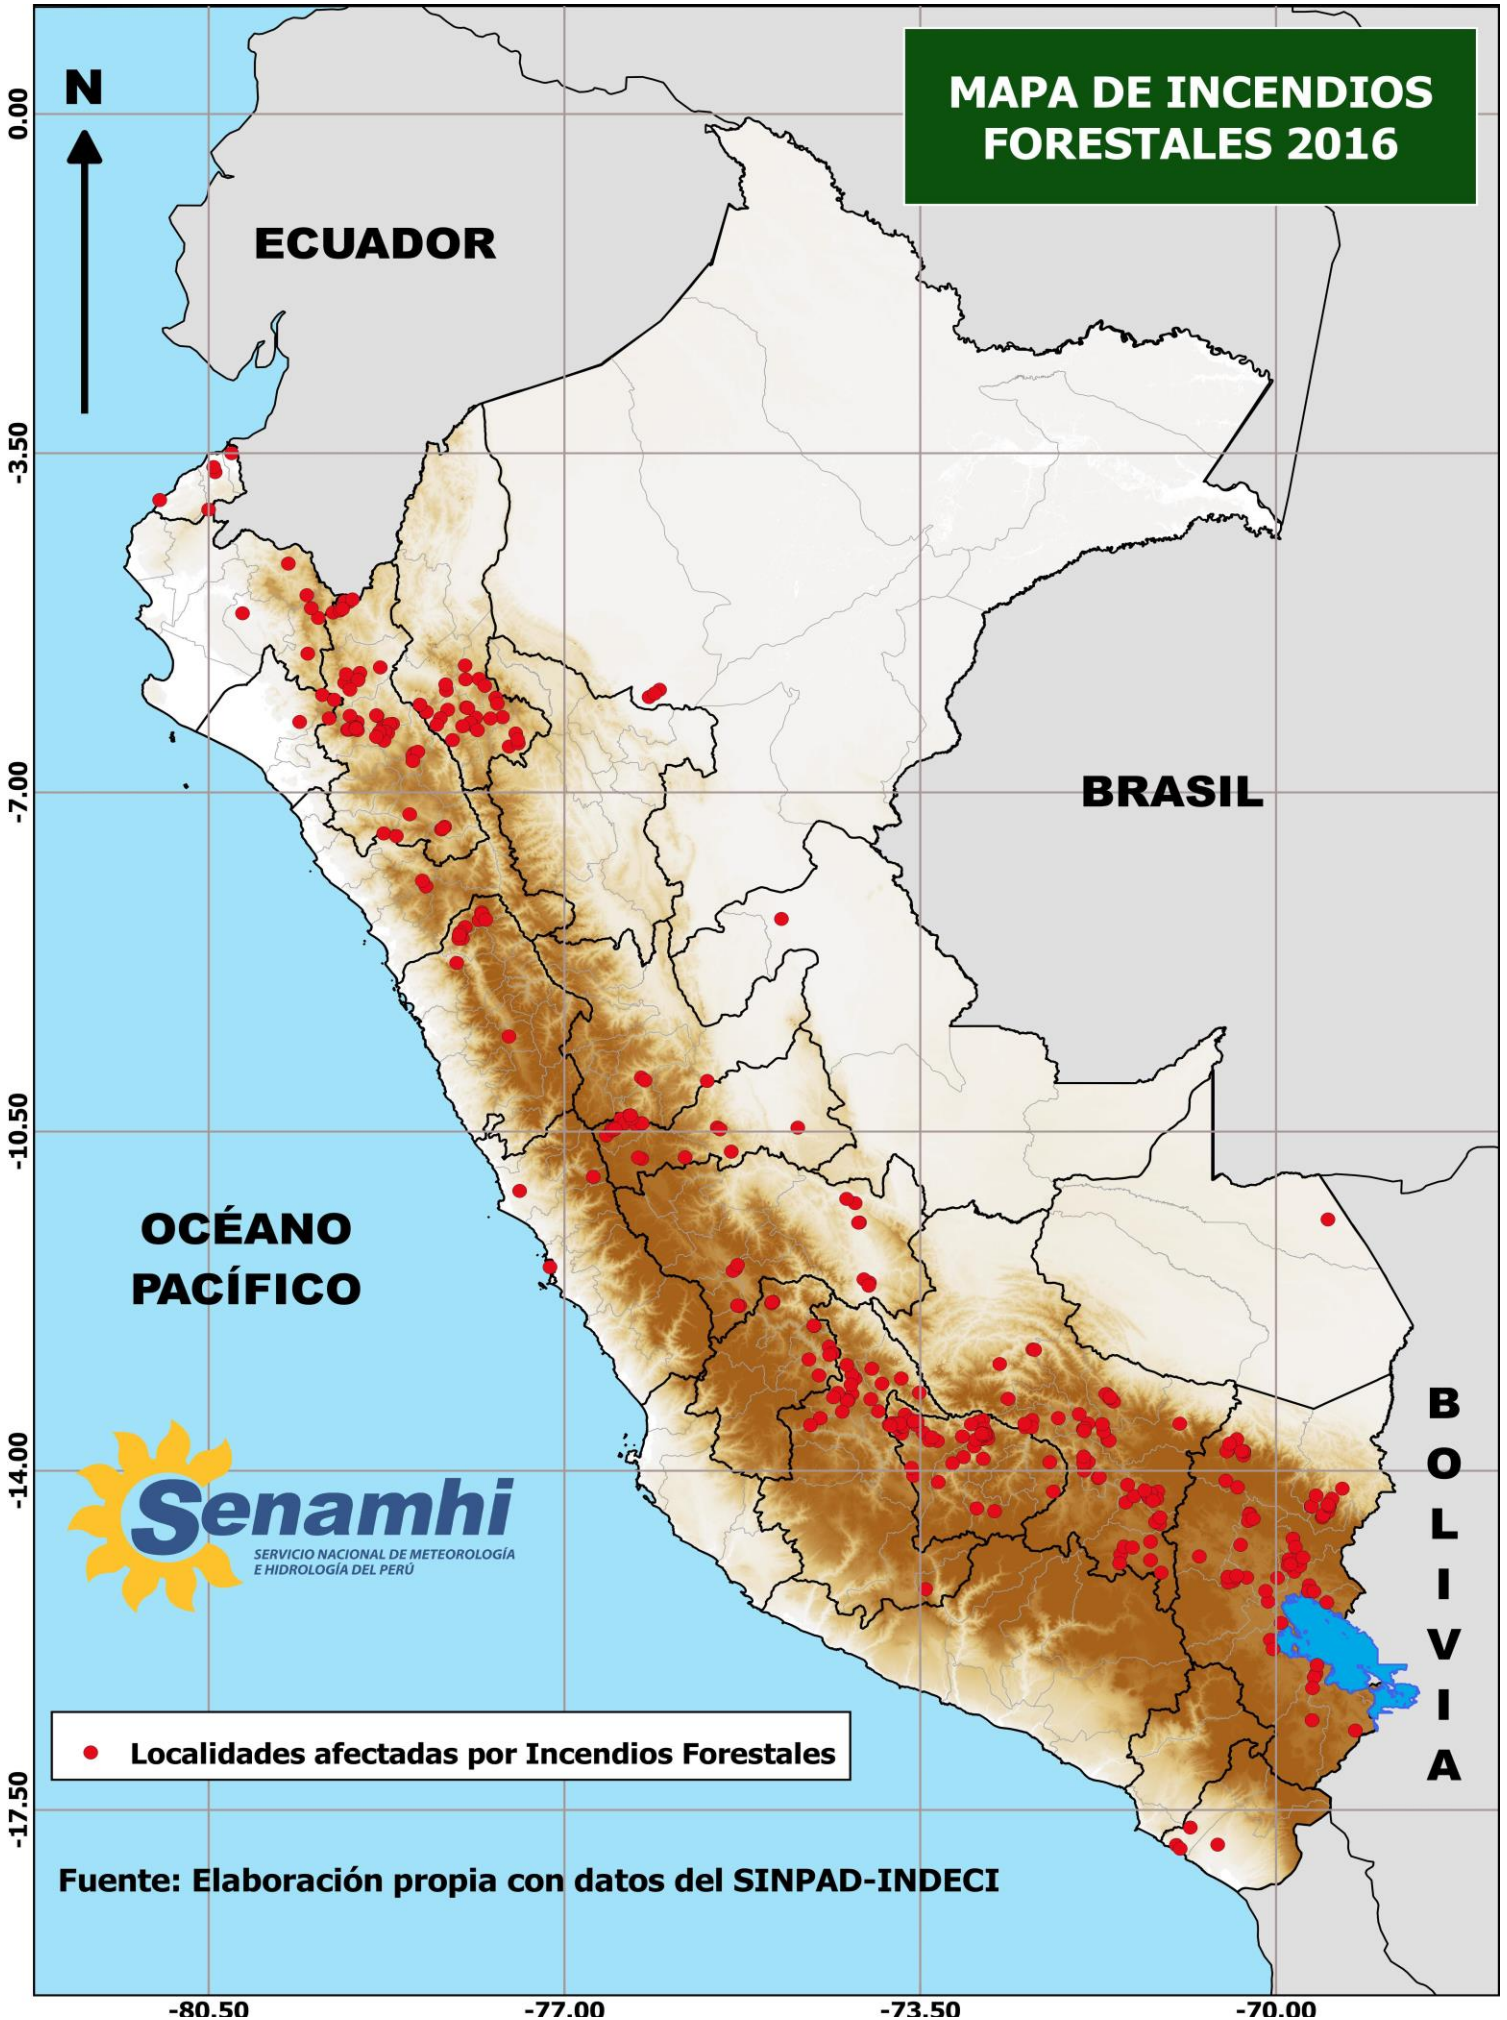 MAPA DE INCENDIOS
FORESTALES 2016
N
ECUADOR
BRASIL
OCÉANO
PACÍFICO
B
O
L
I
V
I
A
Senamhi
SERVICIO NACIONAL DE METEOROLOGÍA
E HIDROLOGÍA DEL PERÚ
Localidades afectadas por Incendios Forestales
Fuente: Elaboración propia con datos del SINPAD-INDECI
0.00
-3.50
-7.00
-10.50
-14.00
-17.50
-80.50
-77.00
-73.50
-70.00